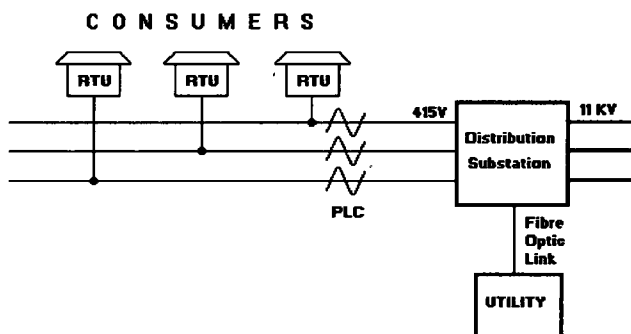 CONSUMERS
RTU
RTU
RTU
415V
11 KV
Distribution
Substation
PLC
Fibre
Optic
Link
UTILITY